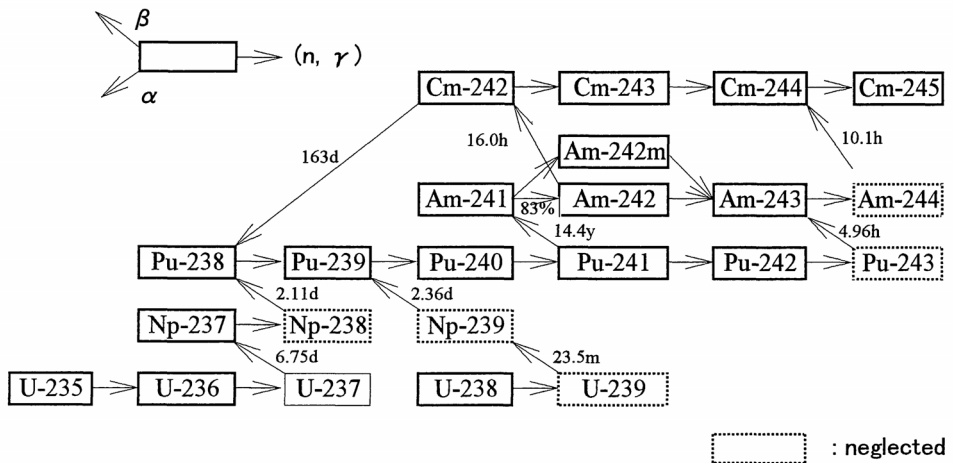 β
(n, γ)
α
Cm-242 Cm-243 Cm-244 Cm-245
163d 16.0h 10.1h
Am-242m
Am-241 83% Am-242 Am-243 Am-244
14.4y 4.96h
Pu-238 Pu-239 Pu-240 Pu-241 Pu-242 Pu-243
2.11d 2.36d
Np-237 Np-238 Np-239
6.75d 23.5m
U-235 U-236 U-237 U-238 U-239
: neglected